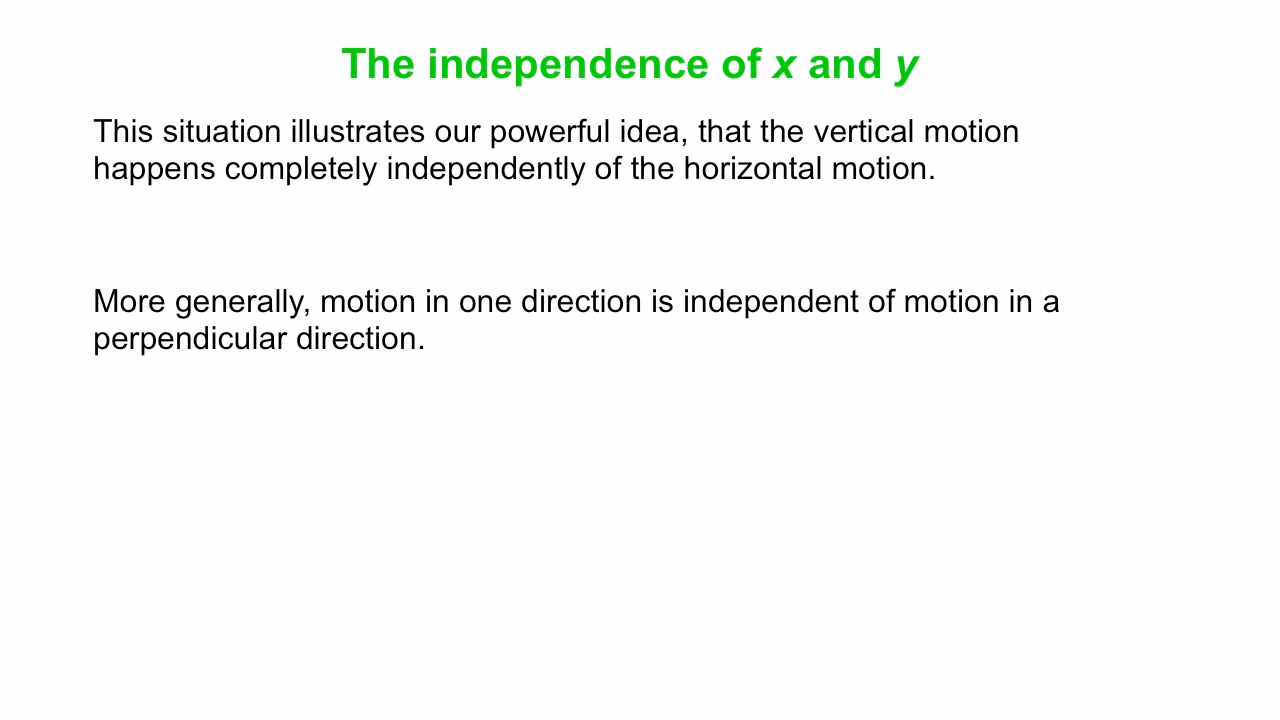 The independence of x and y
This situation illustrates our powerful idea, that the vertical motion
happens completely independently of the horizontal motion.
More generally, motion in one direction is independent of motion in a
perpendicular direction.